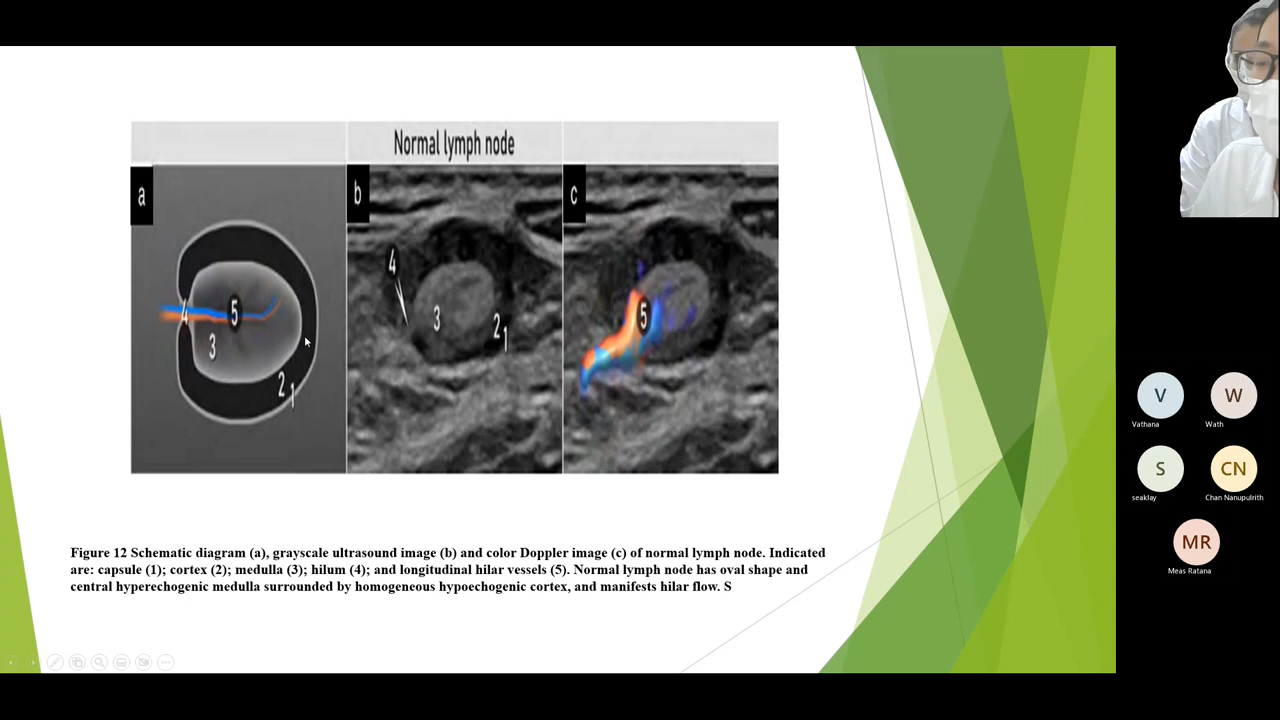 Normal lymph node
a
b
c
4
5
3
2
1
4
3
2
1
5
Figure 12 Schematic diagram (a), grayscale ultrasound image (b) and color Doppler image (c) of normal lymph node. Indicated
are: capsule (1); cortex (2); medulla (3); hilum (4); and longitudinal hilar vessels (5). Normal lymph node has oval shape and
central hyperechogenic medulla surrounded by homogeneous hypoechogenic cortex, and manifests hilar flow. S
V
W
Vathana
Wath
S
CN
seaklay
Chan Nanupulrith
MR
Meas Ratana